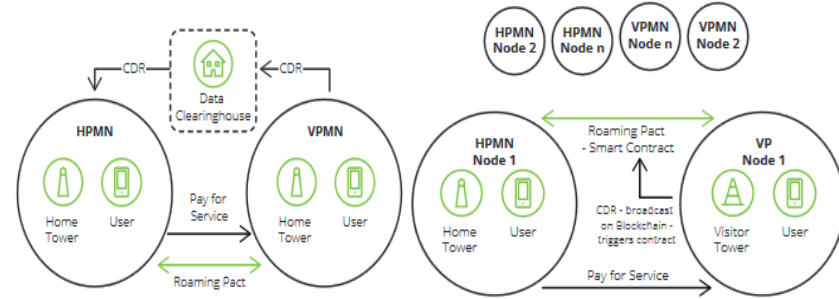 HPMN
Node 2
HPMN
Node n
VPMN
Node n
VPMN
Node 2
CDR
CDR
Data
Clearinghouse
HPMN
VPMN
Home
Tower
User
Pay for
Service
Home
Tower
User
Roaming Pact
HPMN
Node 1
Roaming Pact
- Smart Contract
VP
Node 1
Home
Tower
User
CDR - broadcast
on Blockchain -
triggers contract
Visitor
Tower
User
Pay for Service